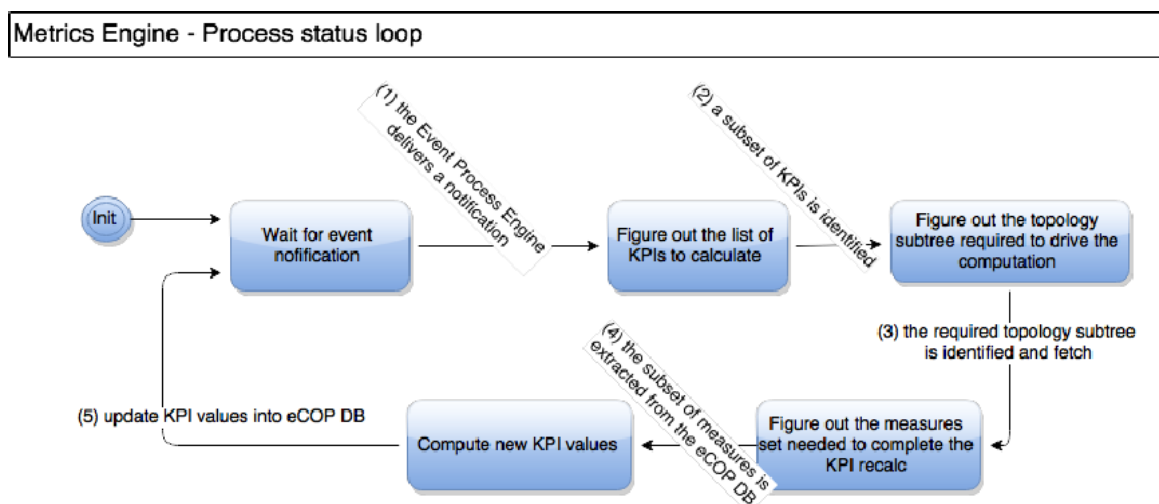 Metrics Engine - Process status loop
Init
Wait for event
nofification
(1) the Event Process Engine
delivers a notification
Figure out the list of
KPIs to calculate
(2) a subset of KPIs is identified
Figure out the topology
subtree required to drive the
computation
(3) the required topology subtree
is identified and fetch
Figure out the measures
set needed to complete the
KPI recalc
(4) the subset of measures is
extracted from the eCOP DB
Compute new KPI values
(5) update KPI values into eCOP DB